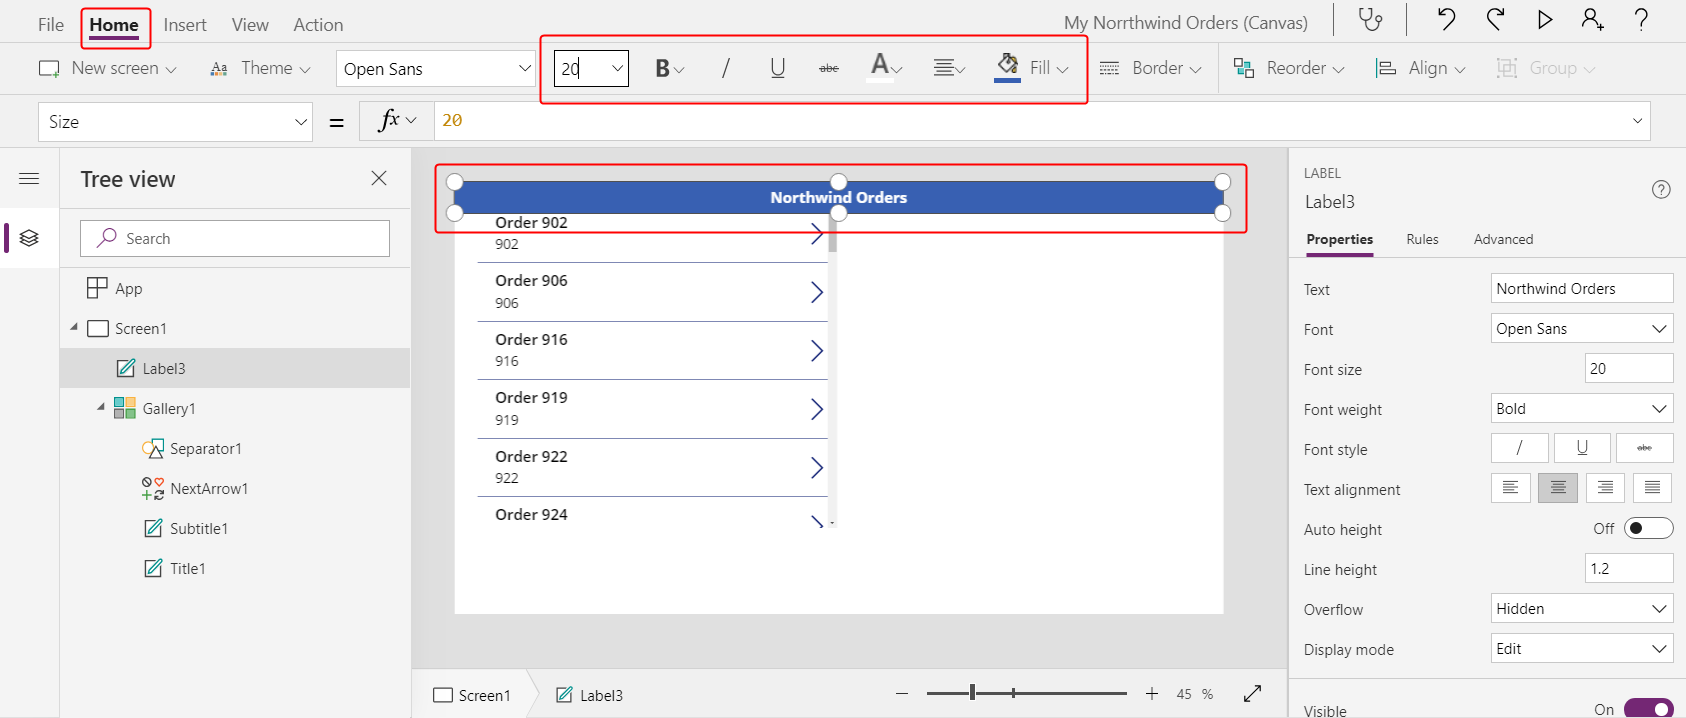 File Home Insert View Action My Norrthwind Orders (Canvas) ?
New screen Aa Theme Open Sans 20 B / U abc A Fill Border Reorder Align Group
Size = fx 20
Tree view
Search
App
Screen1
Label3
Gallery1
Separator1
NextArrow1
Subtitle1
Title1
Northwind Orders
Order 902
902
Order 906
906
Order 916
916
Order 919
919
Order 922
922
Order 924
Screen1 Label3 45 %
LABEL
Label3 ?
Properties Rules Advanced
Text Northwind Orders
Font Open Sans
Font size 20
Font weight Bold
Font style / U abc
Text alignment
Auto height Off
Line height 1.2
Overflow Hidden
Display mode Edit
Visible On